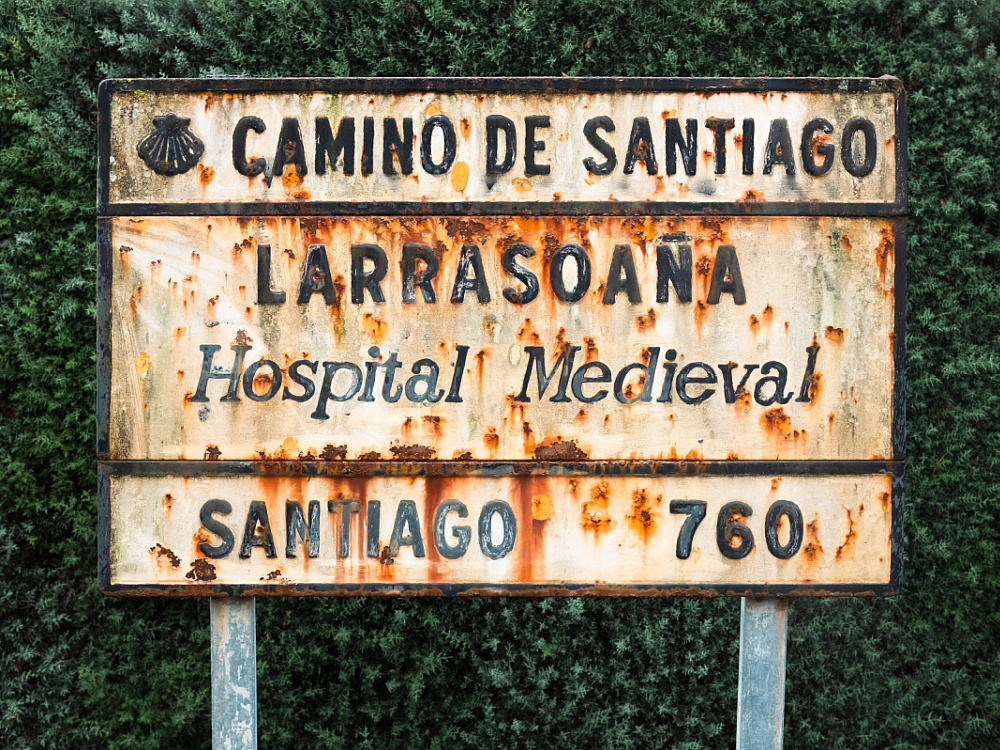 CAMINO DE SANTIAGO
LARRASOAÑA
Hospital Medieval
SANTIAGO 760